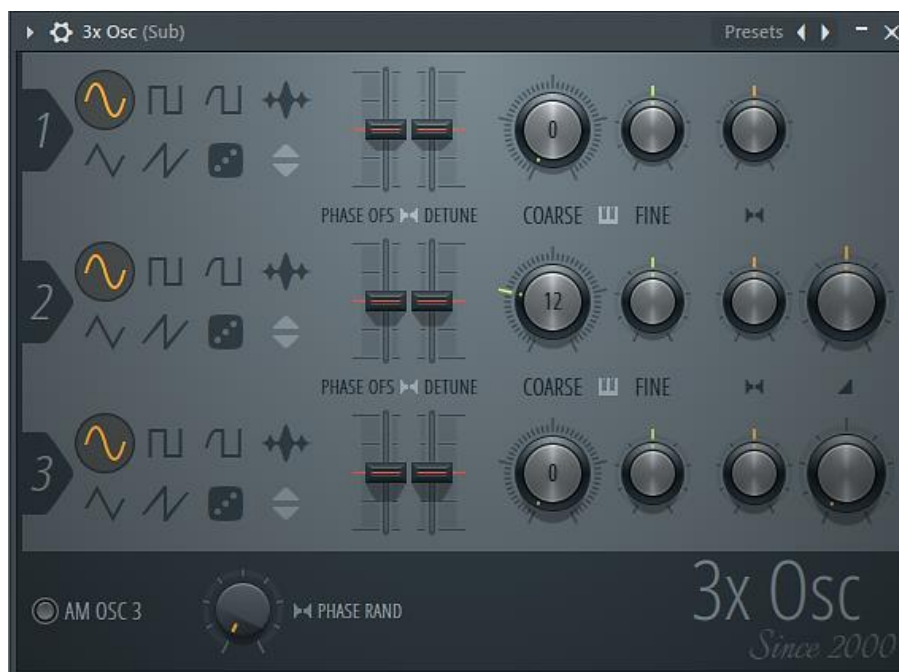 3x Osc (Sub) Presets
1 0
PHASE OFS DETUNE COARSE FINE
2 12
PHASE OFS DETUNE COARSE FINE
3 0
AM OSC 3 PHASE RAND
3x Osc
Since 2000